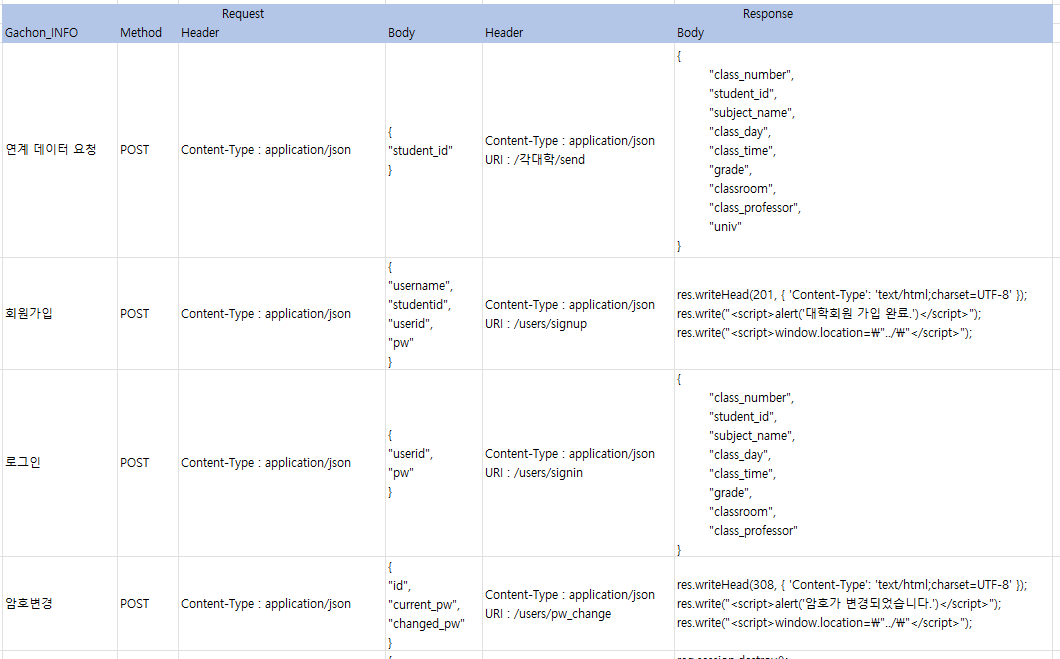 Request
Response
Gachon_INFO
Method
Header
Body
Header
Body
연계 데이터 요청
POST
Content-Type : application/json
{
"student_id"
}
Content-Type : application/json
URI : /각대학/send
{
"class_number",
"student_id",
"subject_name",
"class_day",
"class_time",
"grade",
"classroom",
"class_professor",
"univ"
}
회원가입
POST
Content-Type : application/json
{
"username",
"studentid",
"userid",
"pw"
}
Content-Type : application/json
URI : /users/signup
res.writeHead(201, { 'Content-Type': 'text/html;charset=UTF-8' });
res.write("<script>alert('대학회원 가입 완료.')</script>");
res.write("<script>window.location=₩"../₩"</script>");
로그인
POST
Content-Type : application/json
{
"userid",
"pw"
}
Content-Type : application/json
URI : /users/signin
{
"class_number",
"student_id",
"subject_name",
"class_day",
"class_time",
"grade",
"classroom",
"class_professor"
}
암호변경
POST
Content-Type : application/json
{
"id",
"current_pw",
"changed_pw"
}
Content-Type : application/json
URI : /users/pw_change
res.writeHead(308, { 'Content-Type': 'text/html;charset=UTF-8' });
res.write("<script>alert('암호가 변경되었습니다.')</script>");
res.write("<script>window.location=₩"../₩"</script>");